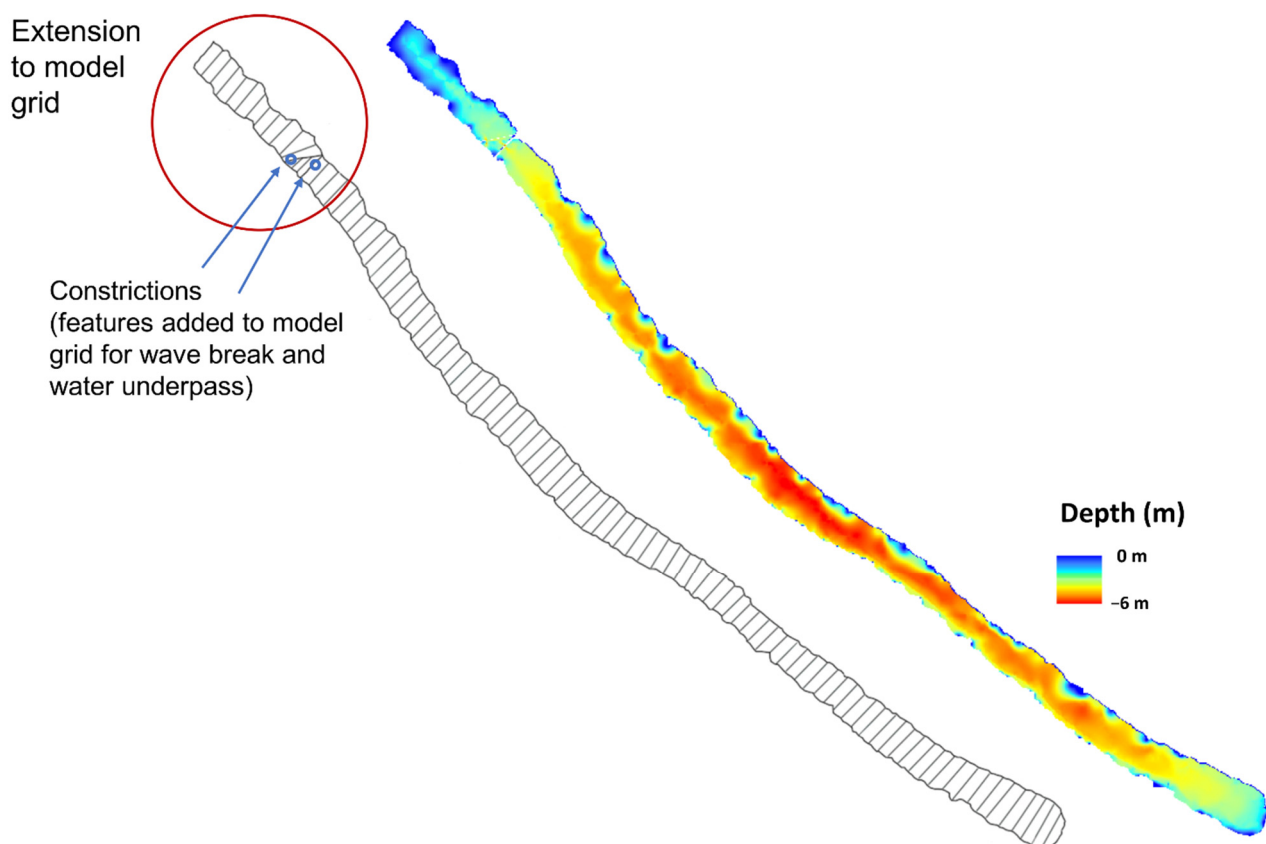 Extension
to model
grid
Constrictions
(features added to model
grid for wave break and
water underpass)
Depth (m)
0 m
−6 m